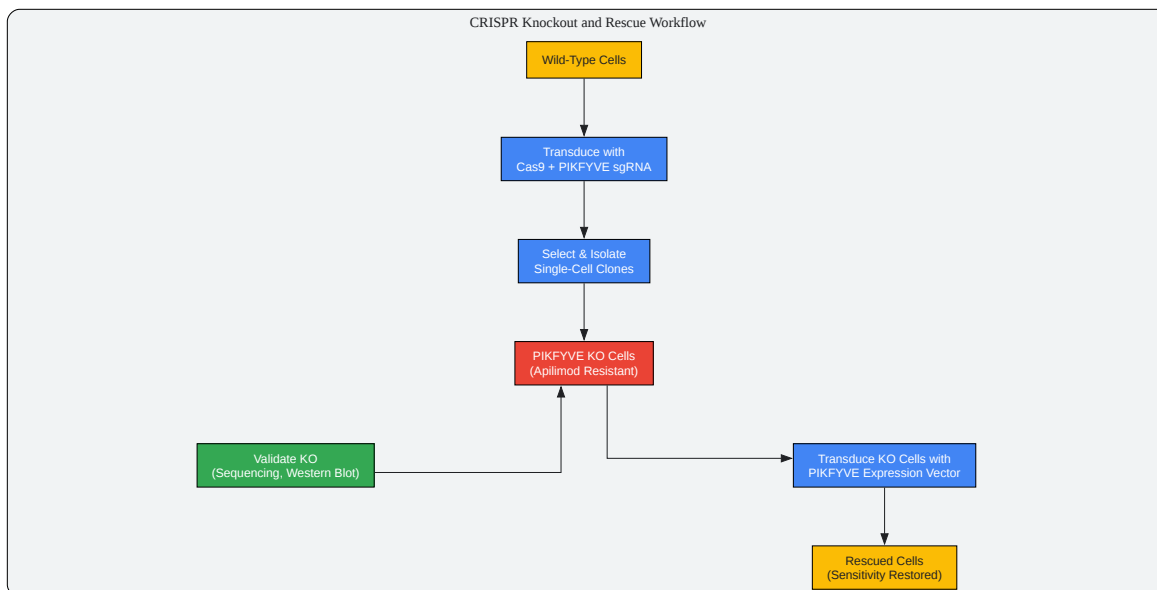 CRISPR Knockout and Rescue Workflow
Wild-Type Cells
Transduce with
Cas9 + PIKFYVE sgRNA
Select & Isolate
Single-Cell Clones
PIKFYVE KO Cells
(Apilimod Resistant)
Validate KO
(Sequencing, Western Blot)
Transduce KO Cells with
PIKFYVE Expression Vector
Rescued Cells
(Sensitivity Restored)